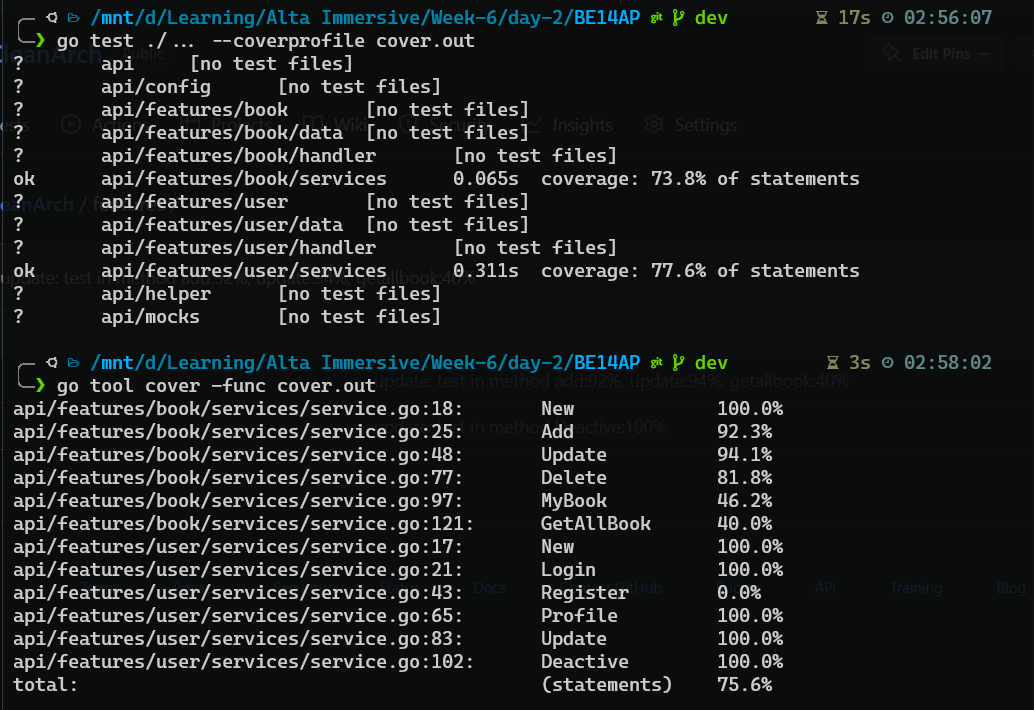 /mnt/d/Learning/Alta Immersive/Week-6/day-2/BE14AP git dev 17s 02:56:07
go test ./... --coverprofile cover.out
? api [no test files]
? api/config [no test files]
? api/features/book [no test files]
? api/features/book/data [no test files]
? api/features/book/handler [no test files]
ok api/features/book/services 0.065s coverage: 73.8% of statements
? api/features/user [no test files]
? api/features/user/data [no test files]
? api/features/user/handler [no test files]
ok api/features/user/services 0.311s coverage: 77.6% of statements
? api/helper [no test files]
? api/mocks [no test files]
/mnt/d/Learning/Alta Immersive/Week-6/day-2/BE14AP git dev 3s 02:58:02
go tool cover -func cover.out
api/features/book/services/service.go:18: New 100.0%
api/features/book/services/service.go:25: Add 92.3%
api/features/book/services/service.go:48: Update 94.1%
api/features/book/services/service.go:77: Delete 81.8%
api/features/book/services/service.go:97: MyBook 46.2%
api/features/book/services/service.go:121: GetAllBook 40.0%
api/features/user/services/service.go:17: New 100.0%
api/features/user/services/service.go:21: Login 100.0%
api/features/user/services/service.go:43: Register 0.0%
api/features/user/services/service.go:65: Profile 100.0%
api/features/user/services/service.go:83: Update 100.0%
api/features/user/services/service.go:102: Deactive 100.0%
total: (statements) 75.6%
Edit Pins
Insights
Settings
Docs
API
Training
Blog